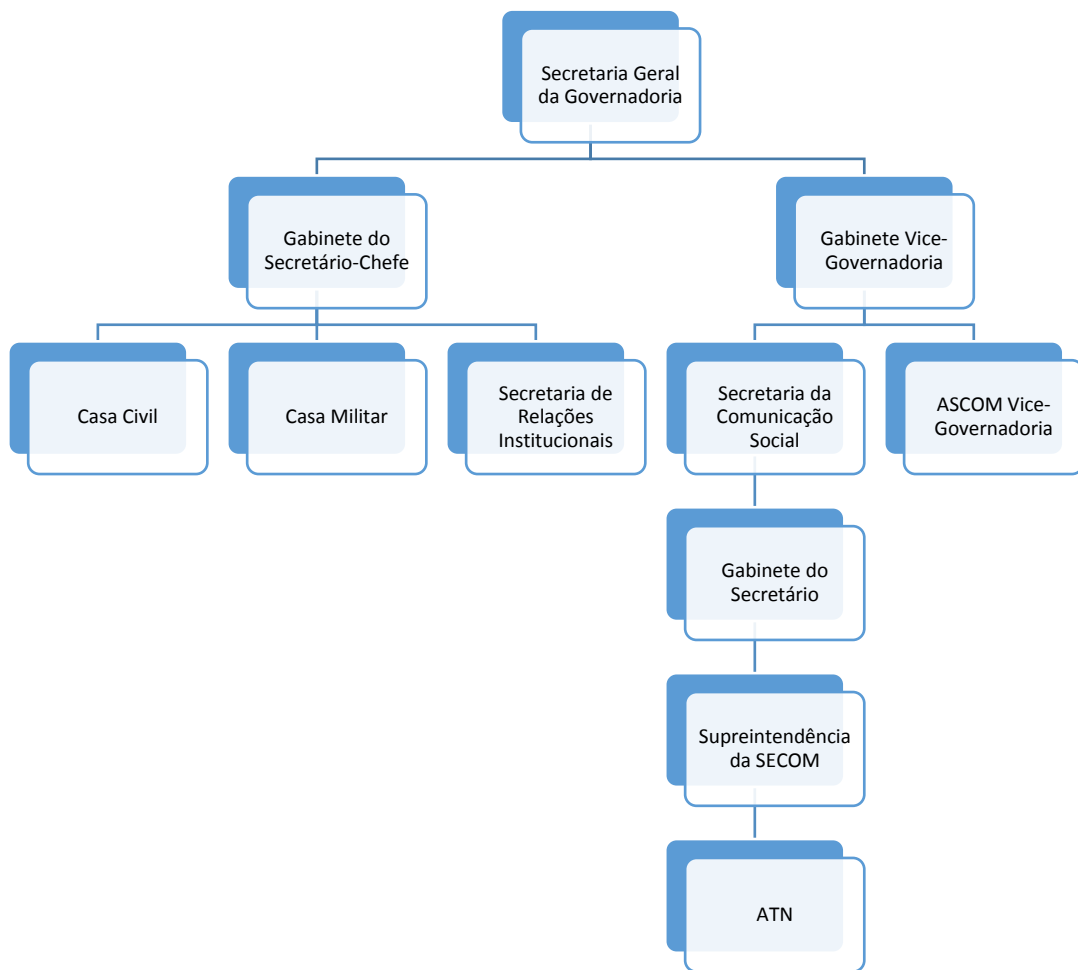 Secretaria Geral
da Governadoria
Gabinete do
Secretário-Chefe
Gabinete Vice-
Governadoria
Casa Civil
Casa Militar
Secretaria de
Relações
Institucionais
Secretaria da
Comunicação
Social
ASCOM Vice-
Governadoria
Gabinete do
Secretário
Supreintendência
da SECOM
ATN